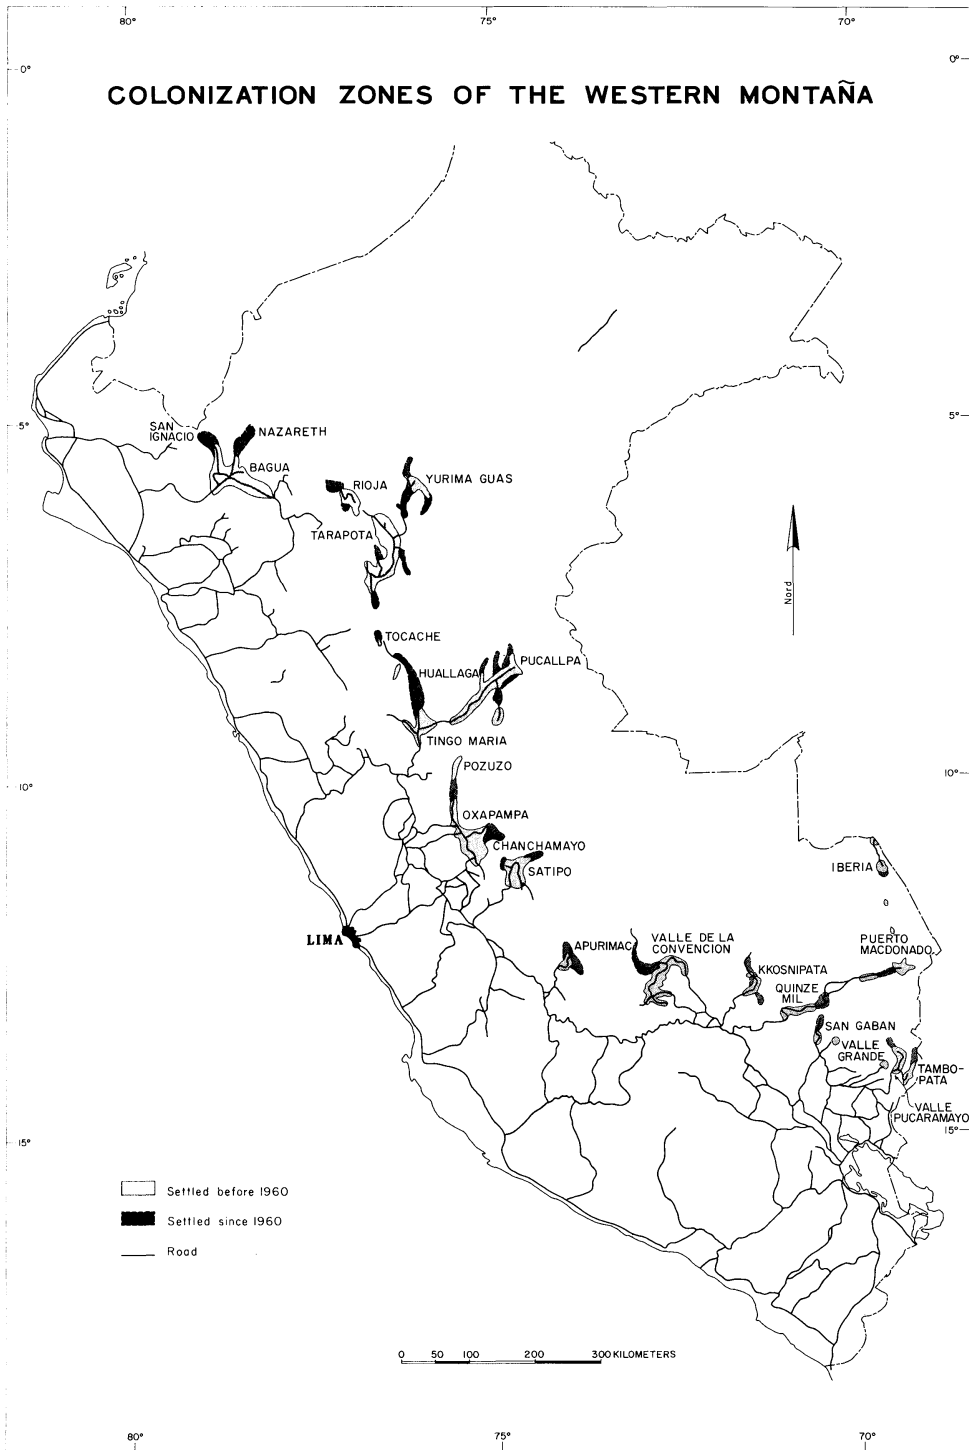 80°
75°
70°
0°
0°
COLONIZATION ZONES OF THE WESTERN MONTAÑA
5°
5°
SAN
IGNACIO
NAZARETH
BAGUA
RIOJA
YURIMA GUAS
TARAPOTA
Nord
TOCACHE
HUALLAGA
PUCALLPA
TINGO MARIA
POZUZO
10°
10°
OXAPAMPA
CHANCHAMAYO
SATIPO
IBERIA
LIMA
APURIMAC
VALLE DE LA
CONVENCION
PUERTO
MACDONADO
KKOSNIPATA
QUINZE
MIL
SAN GABAN
VALLE
GRANDE
TAMBO-
PATA
VALLE
PUCARAMAYO
15°
15°
Settled before 1960
Settled since 1960
Road
0 50 100 200 300 KILOMETERS
80°
75°
70°